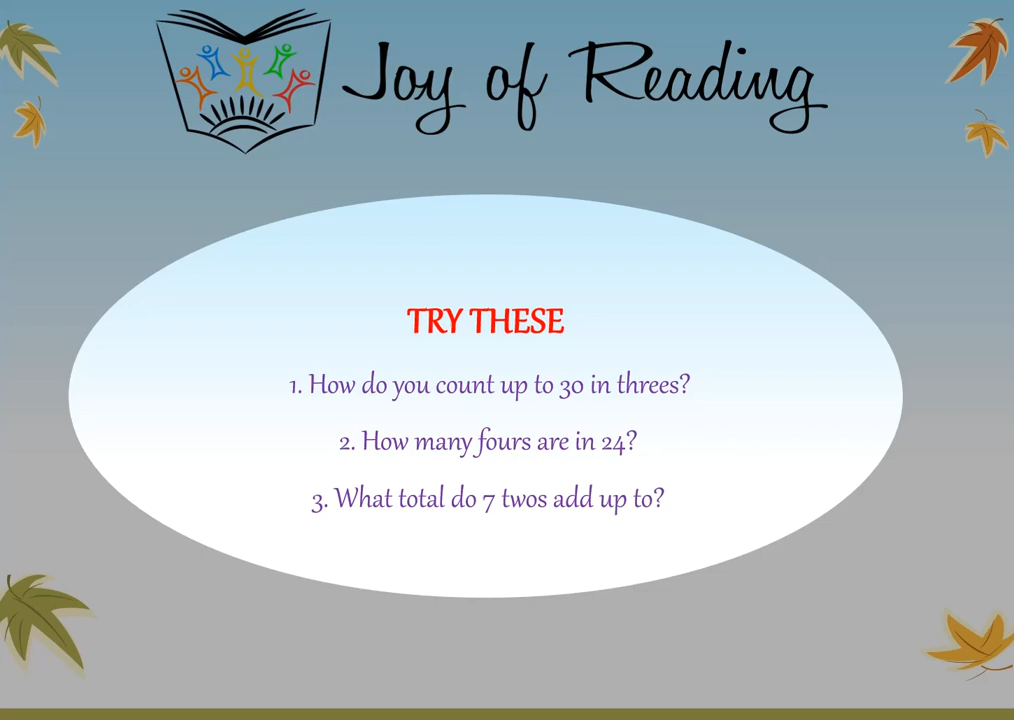 Joy of Reading
TRY THESE
1. How do you count up to 30 in threes?
2. How many fours are in 24?
3. What total do 7 twos add up to?